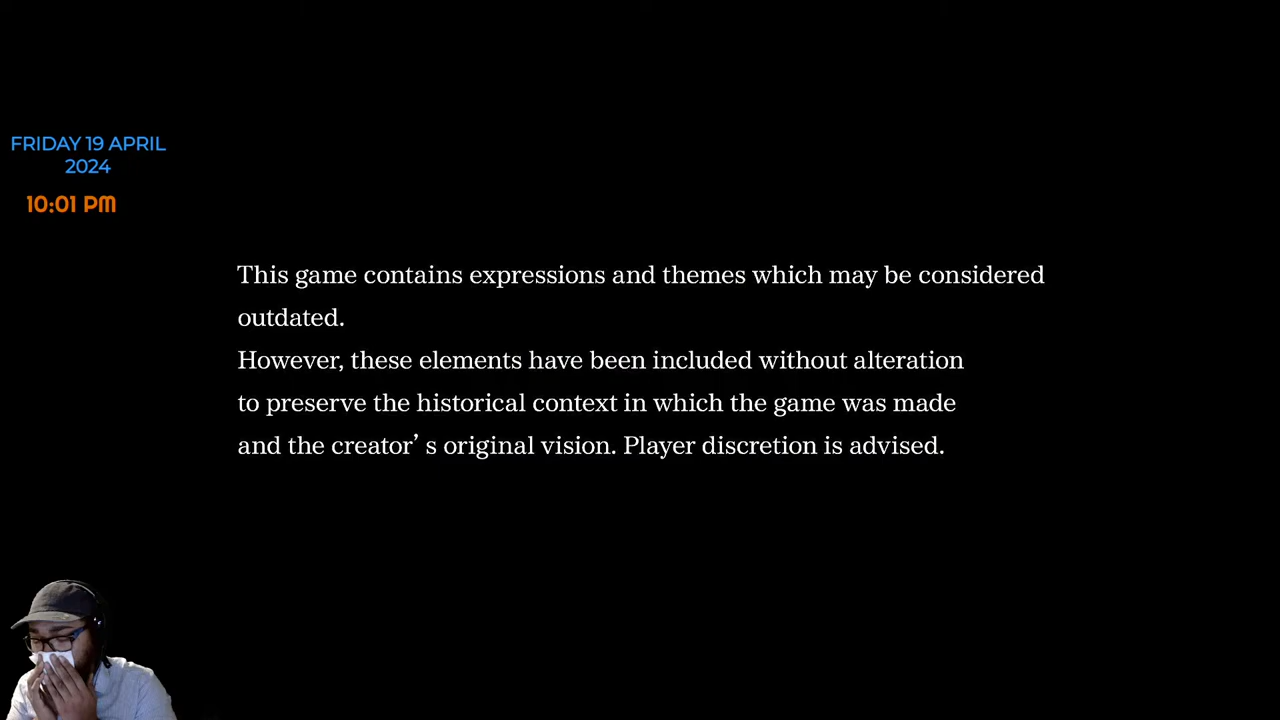 FRIDAY 19 APRIL
2024
10:01 PM
This game contains expressions and themes which may be considered
outdated.
However, these elements have been included without alteration
to preserve the historical context in which the game was made
and the creator’ s original vision. Player discretion is advised.